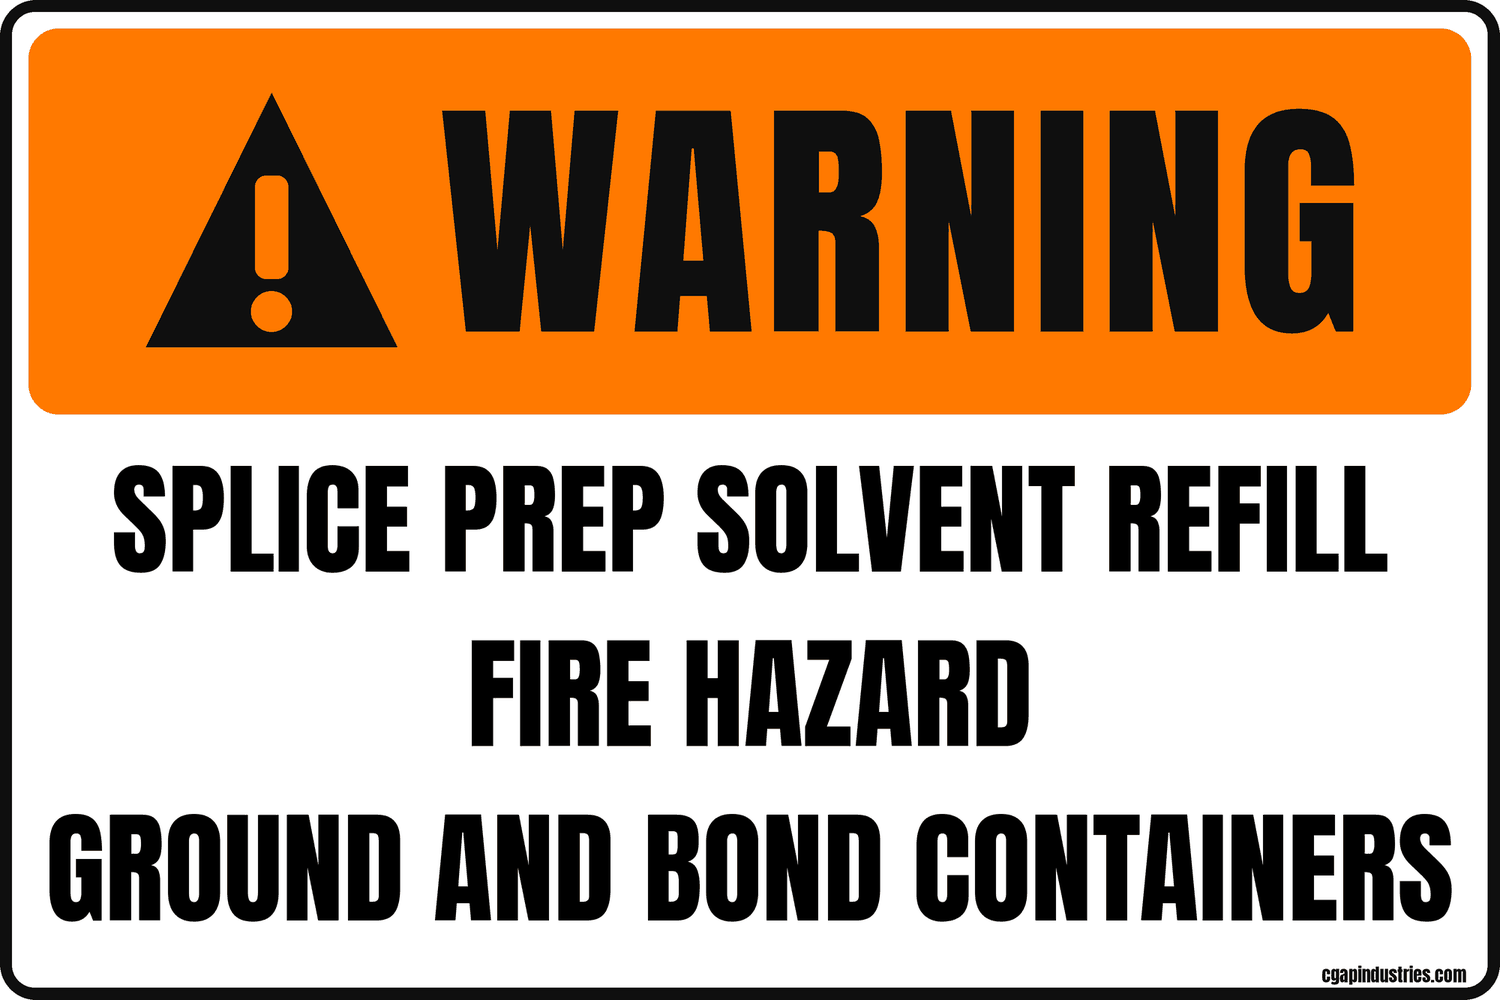 WARNING
SPLICE PREP SOLVENT REFILL
FIRE HAZARD
GROUND AND BOND CONTAINERS
cgapindustries.com